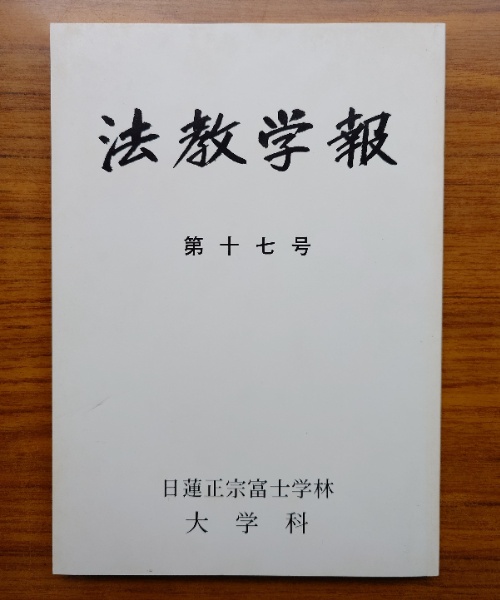 法教学報
第十七号
日蓮正宗富士学林
大学科